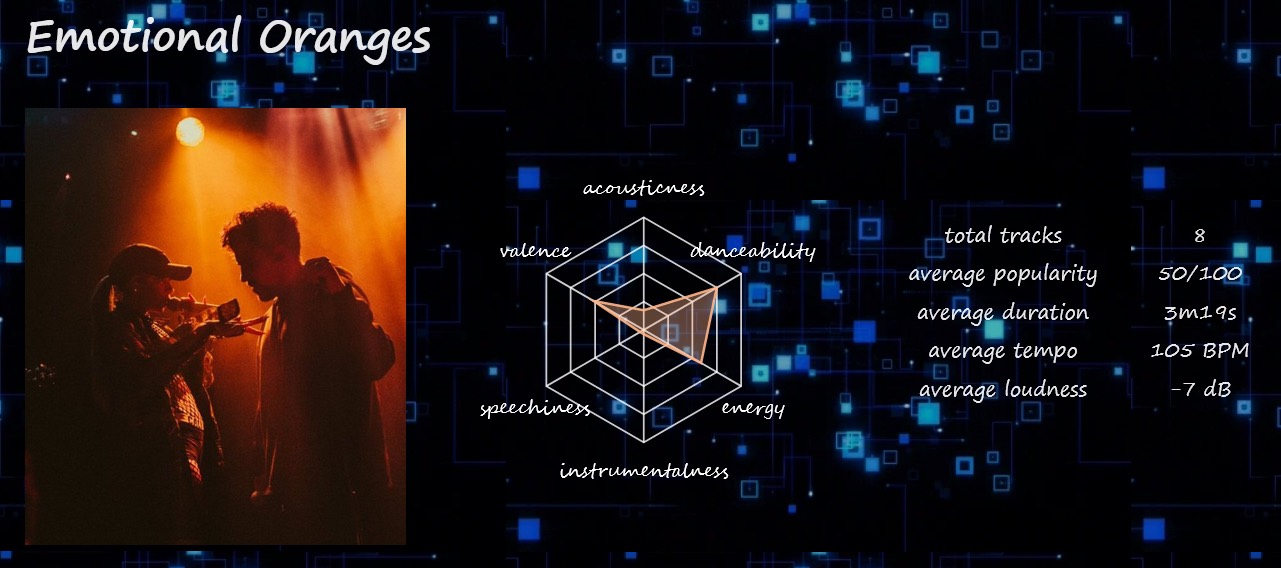 Emotional Oranges
acousticness
valence
danceability
speechiness
energy
instrumentalness
total tracks 8
average popularity 50/100
average duration 3m19s
average tempo 105 BPM
average loudness -7 dB